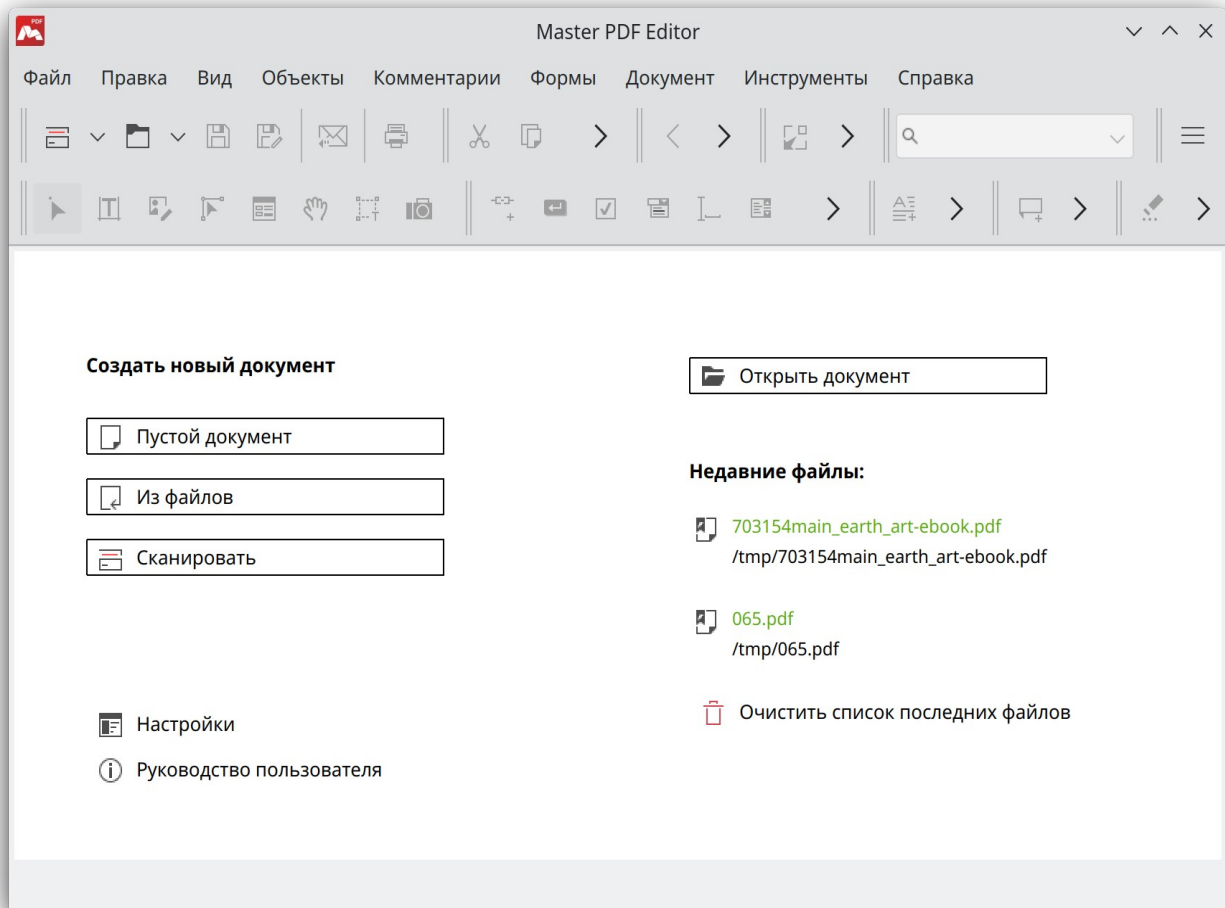 PDF
Master PDF Editor
Файл Правка Вид Объекты Комментарии Формы Документ Инструменты Справка
Создать новый документ
Пустой документ
Из файлов
Сканировать
Настройки
Руководство пользователя
Открыть документ
Недавние файлы:
703154main_earth_art-ebook.pdf
/tmp/703154main_earth_art-ebook.pdf
065.pdf
/tmp/065.pdf
Очистить список последних файлов